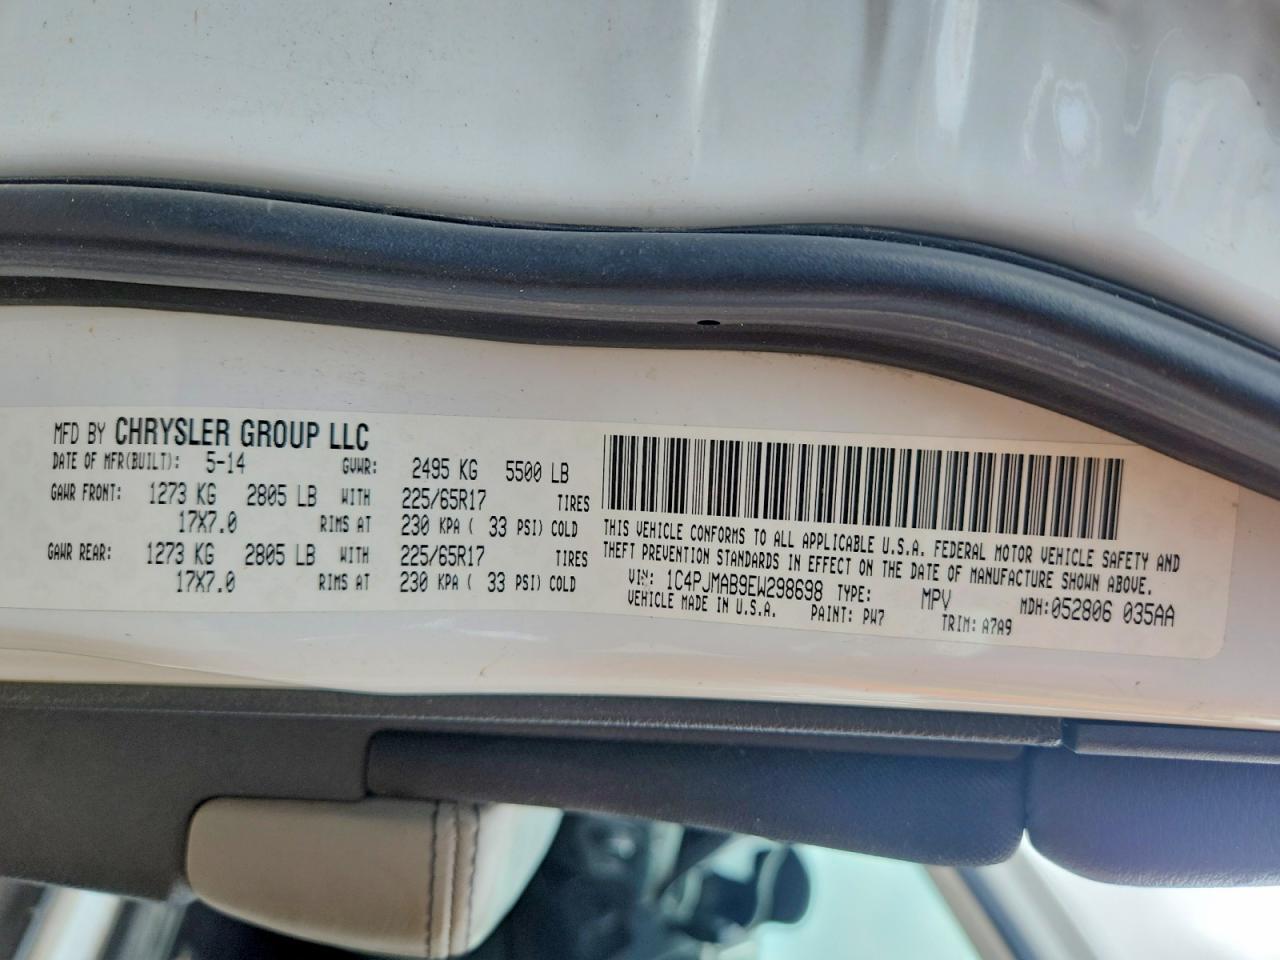 MFD BY CHRYSLER GROUP LLC
DATE OF MFR(BUILT): 5-14 GVWR: 2495 KG 5500 LB
GAWR FRONT: 1273 KG 2805 LB WITH 225/65R17 TIRES
17X7.0 RIMS AT 230 KPA ( 33 PSI) COLD
GAWR REAR: 1273 KG 2805 LB WITH 225/65R17 TIRES
17X7.0 RIMS AT 230 KPA ( 33 PSI) COLD
THIS VEHICLE CONFORMS TO ALL APPLICABLE U.S.A. FEDERAL MOTOR VEHICLE SAFETY AND
THEFT PREVENTION STANDARDS IN EFFECT ON THE DATE OF MANUFACTURE SHOWN ABOVE.
VIN: 1C4PJMAB9EW298698 TYPE: MPV MDH:052806 035AA
VEHICLE MADE IN U.S.A. PAINT: PW7 TRIM: A7A9